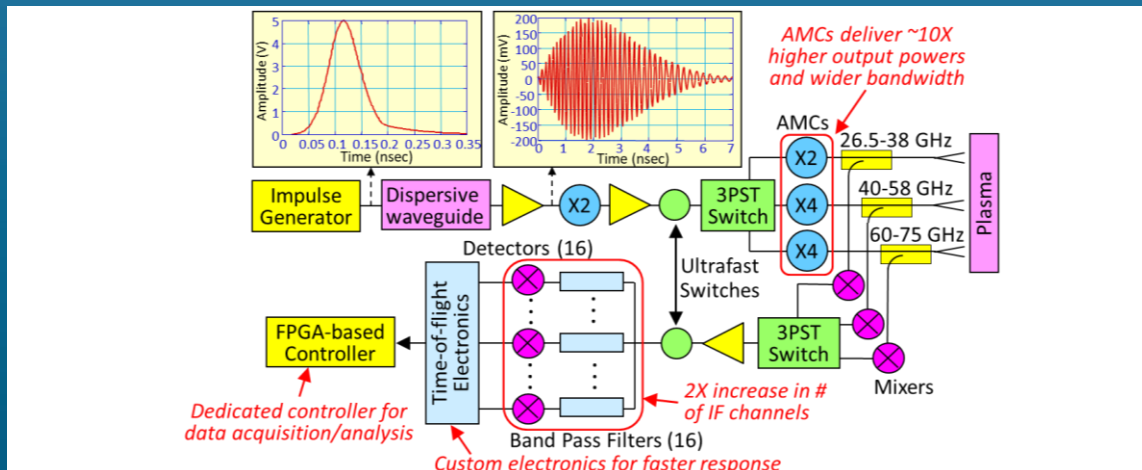 Amplitude (V)
5
4
3
2
1
0
0 0.05 0.1 0.15 0.2 0.25 0.3 0.35
Time (nsec)
Amplitude (mV)
200
150
100
50
0
-50
-100
-150
-200
0 1 2 3 4 5 6 7
Time (nsec)
AMCs deliver ~10X
higher output powers
and wider bandwidth
AMCs
Impulse
Generator
Dispersive
waveguide
X2
3PST
Switch
X2
X4
X4
26.5-38 GHz
40-58 GHz
60-75 GHz
Plasma
Detectors (16)
Ultrafast
Switches
FPGA-based
Controller
Time-of-flight
Electronics
3PST
Switch
Mixers
Dedicated controller for
data acquisition/analysis
2X increase in #
of IF channels
Band Pass Filters (16)
Custom electronics for faster response